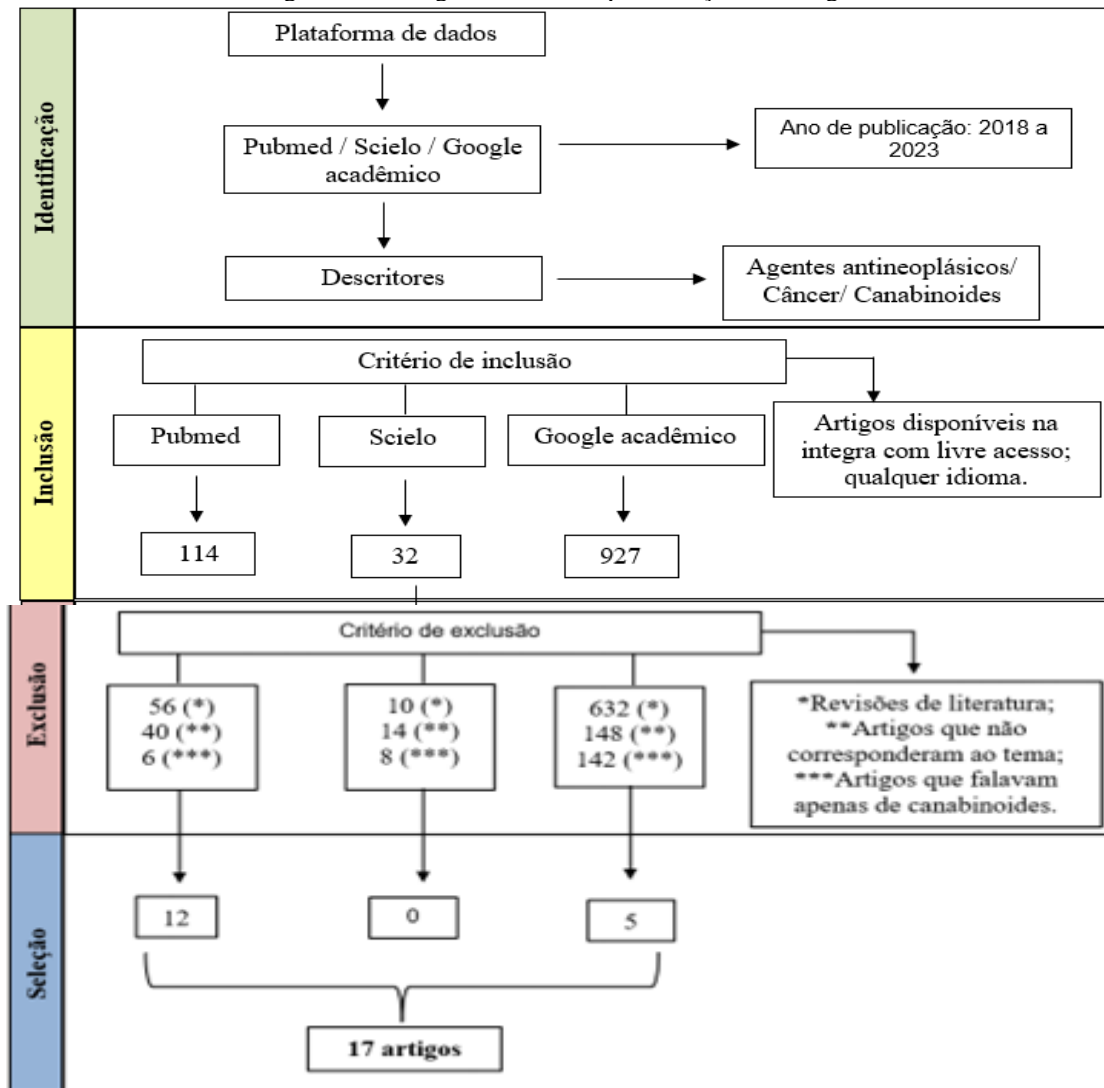 Plataforma de dados
Identificação
Pubmed / Scielo / Google
acadêmico
Ano de publicação: 2018 a
2023
Descritores
Agentes antineoplásicos/
Câncer/ Canabinoides
Inclusão
Critério de inclusão
Pubmed
Scielo
Google acadêmico
Artigos disponíveis na
integra com livre acesso;
qualquer idioma.
114
32
927
Exclusão
Critério de exclusão
56 (*)
40 (**)
6 (***)
10 (*)
14 (**)
8 (***)
632 (*)
148 (**)
142 (***)
*Revisões de literatura;
**Artigos que não
corresponderam ao tema;
***Artigos que falavam
apenas de canabinoides.
Seleção
12
0
5
17 artigos